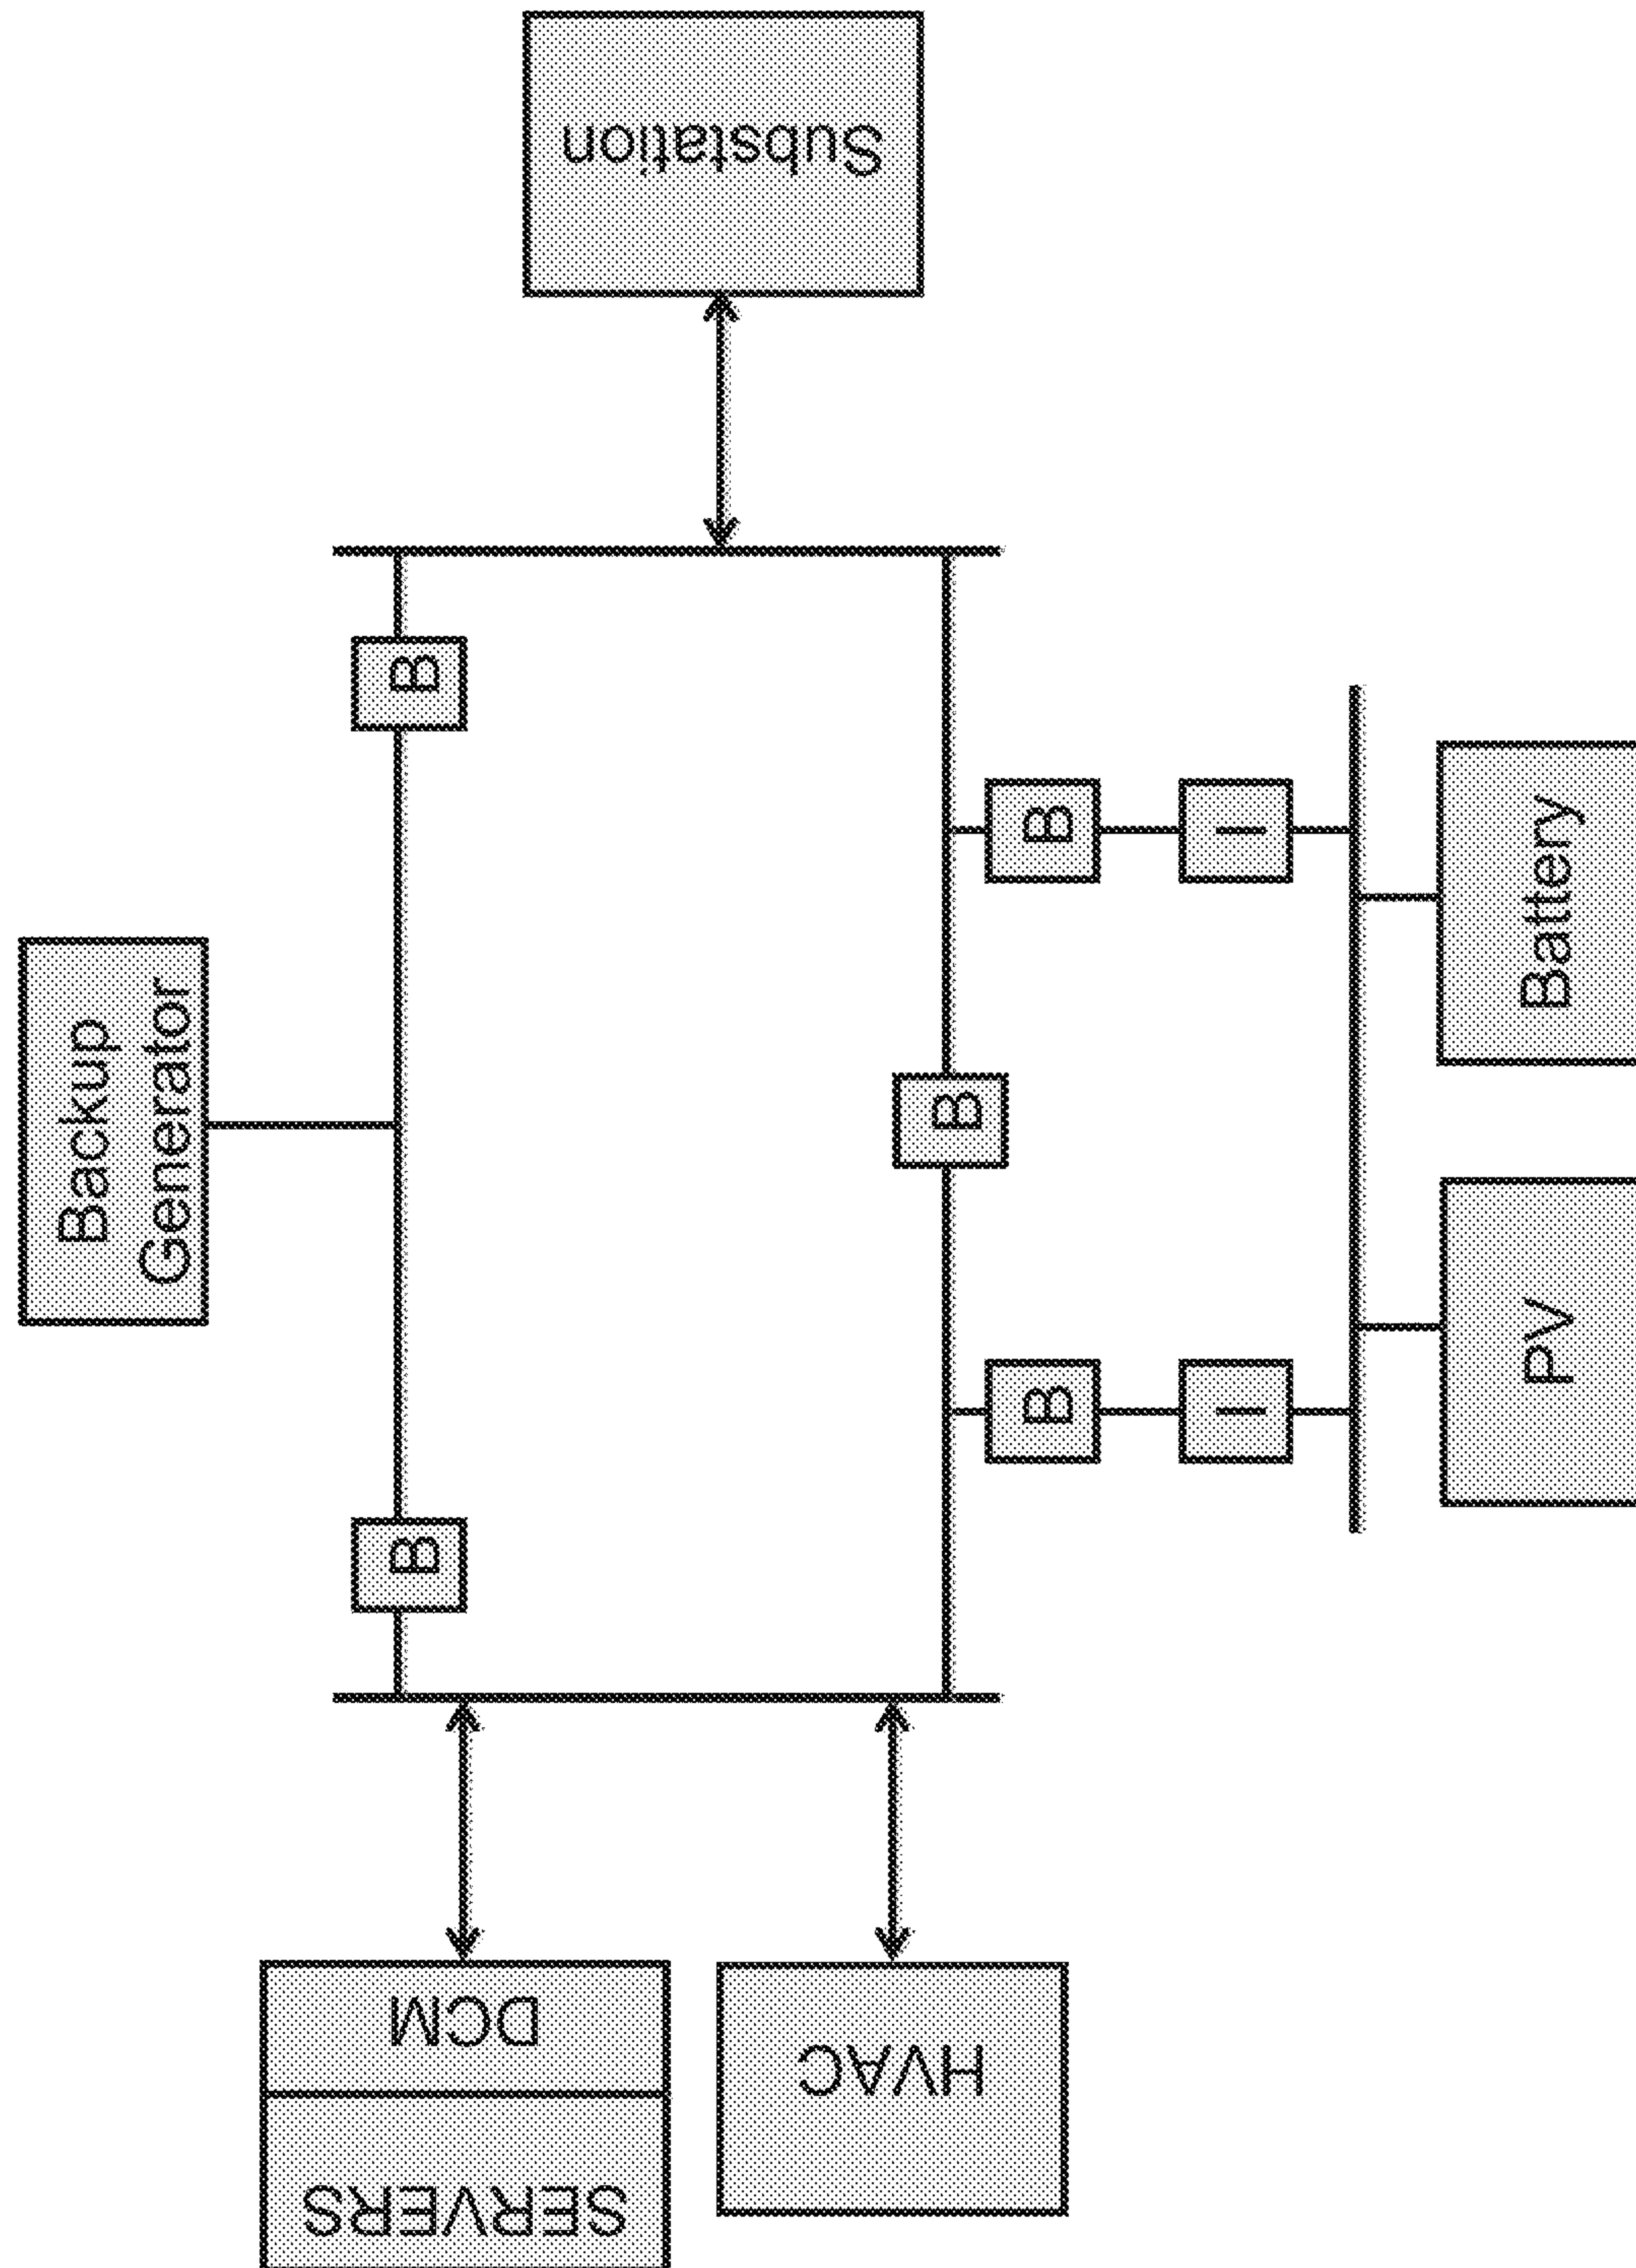 Substation
B
Backup
Generator
B
B
I
Battery
B
B
I
PV
B
DCM
SERVERS
HVAC